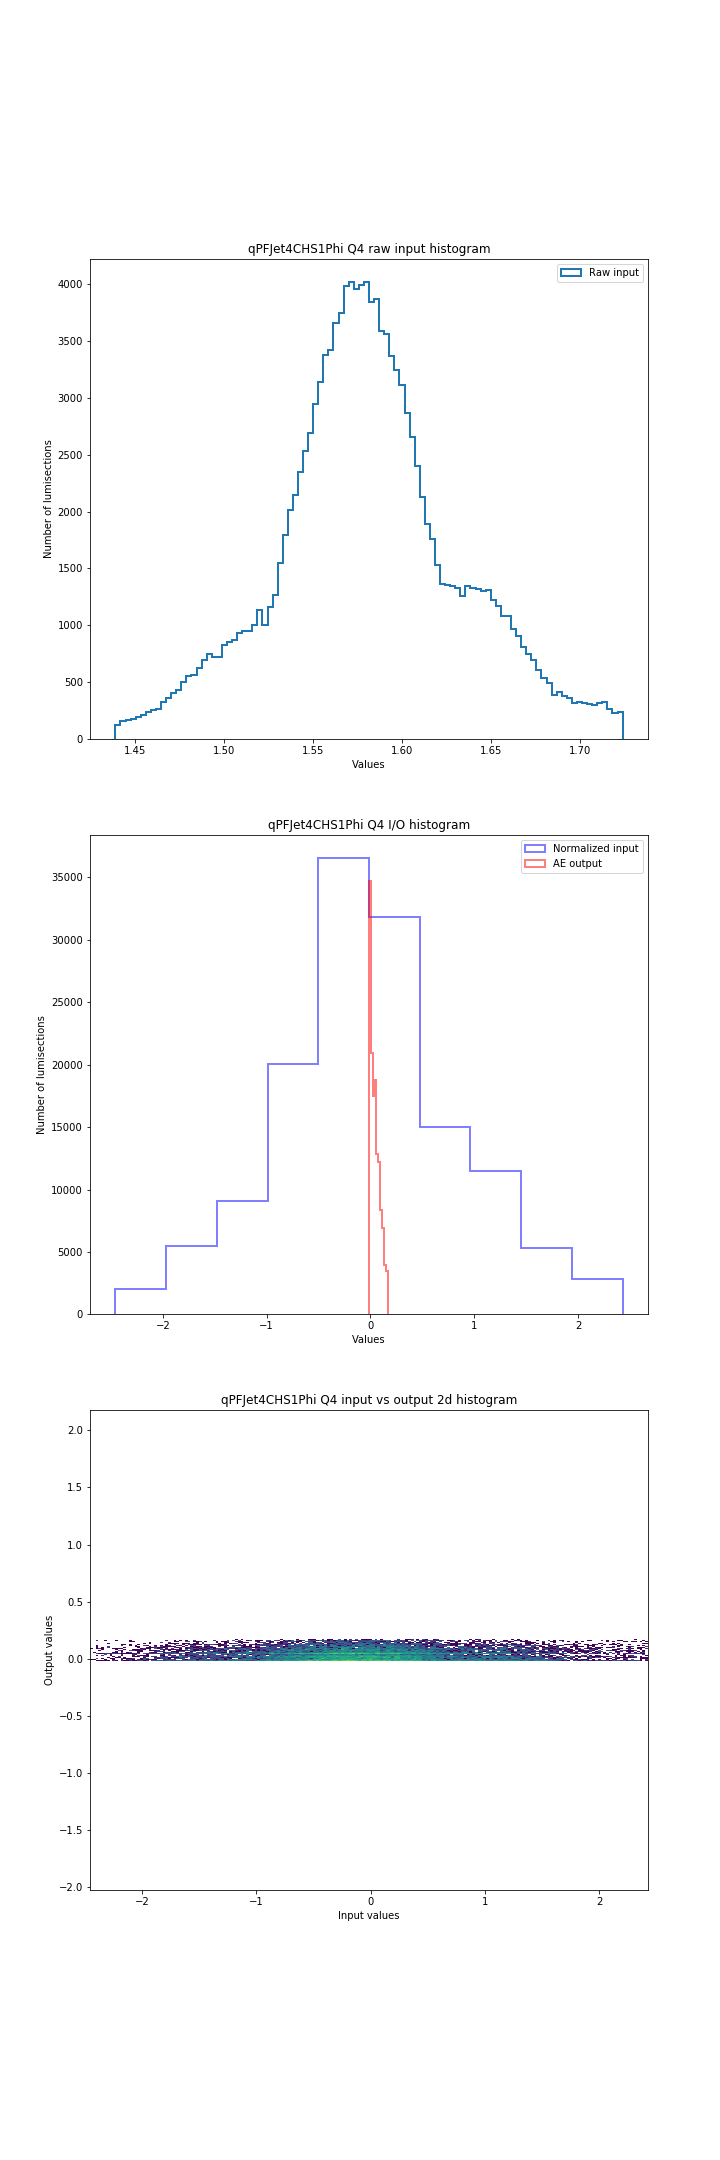 qPFJet4CHS1Phi Q4 raw input histogram
Raw input
4000
3500
3000
2500
2000
1500
1000
500
0
Number of lumisections
1.45 1.50 1.55 1.60 1.65 1.70
Values
qPFJet4CHS1Phi Q4 I/O histogram
Normalized input
AE output
35000
30000
25000
20000
15000
10000
5000
0
Number of lumisections
−2 −1 0 1 2
Values
qPFJet4CHS1Phi Q4 input vs output 2d histogram
2.0
1.5
1.0
0.5
0.0
−0.5
−1.0
−1.5
−2.0
Output values
−2 −1 0 1 2
Input values